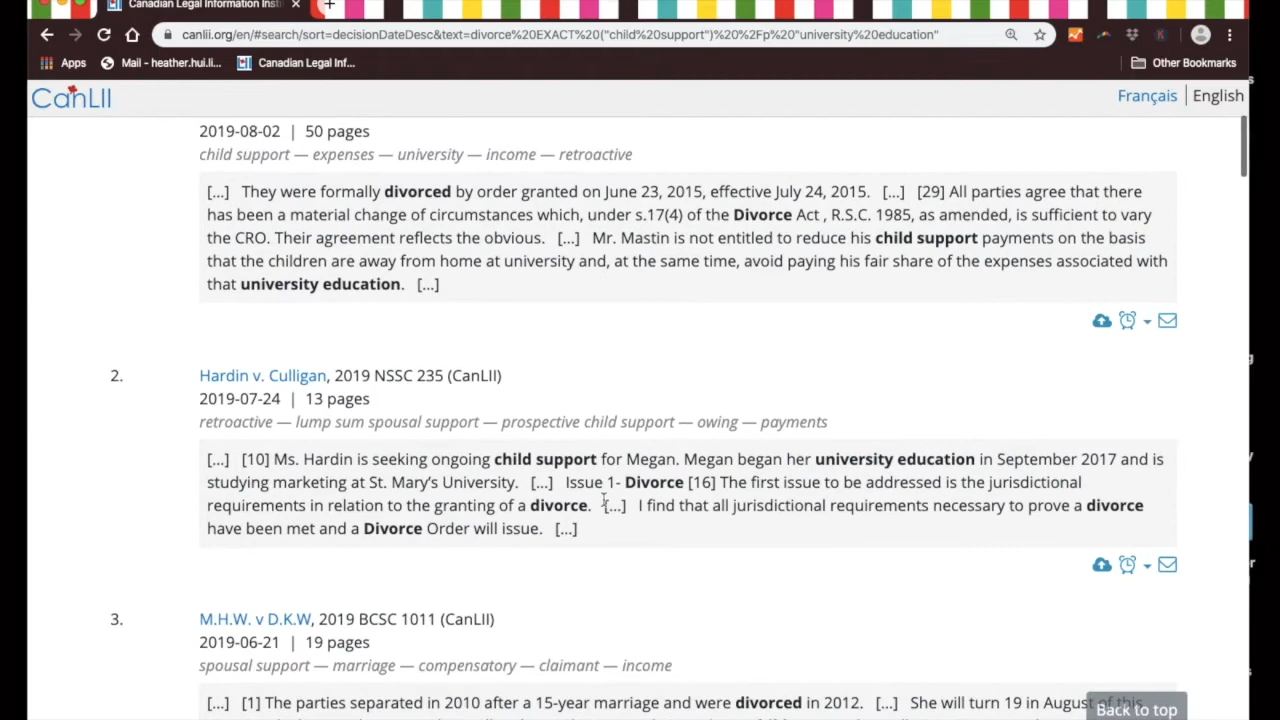 Canadian Legal Information Insti
canlii.org/en/#search/sort=decisionDateDesc&text=divorce%20EXACT%20("child%20support")%20%2Fp%20"university%20education"
Apps Mail - heather.hui.li... Canadian Legal Inf... Other Bookmarks
CanLII Français | English
2019-08-02 | 50 pages
child support — expenses — university — income — retroactive
[...] They were formally divorced by order granted on June 23, 2015, effective July 24, 2015. [...] [29] All parties agree that there
has been a material change of circumstances which, under s.17(4) of the Divorce Act , R.S.C. 1985, as amended, is sufficient to vary
the CRO. Their agreement reflects the obvious. [...] Mr. Mastin is not entitled to reduce his child support payments on the basis
that the children are away from home at university and, at the same time, avoid paying his fair share of the expenses associated with
that university education. [...]
2. Hardin v. Culligan, 2019 NSSC 235 (CanLII)
2019-07-24 | 13 pages
retroactive — lump sum spousal support — prospective child support — owing — payments
[...] [10] Ms. Hardin is seeking ongoing child support for Megan. Megan began her university education in September 2017 and is
studying marketing at St. Mary’s University. [...] Issue 1- Divorce [16] The first issue to be addressed is the jurisdictional
requirements in relation to the granting of a divorce. [...] I find that all jurisdictional requirements necessary to prove a divorce
have been met and a Divorce Order will issue. [...]
3. M.H.W. v D.K.W, 2019 BCSC 1011 (CanLII)
2019-06-21 | 19 pages
spousal support — marriage — compensatory — claimant — income
[...] [1] The parties separated in 2010 after a 15-year marriage and were divorced in 2012. [...] She will turn 19 in August of this
Back to top